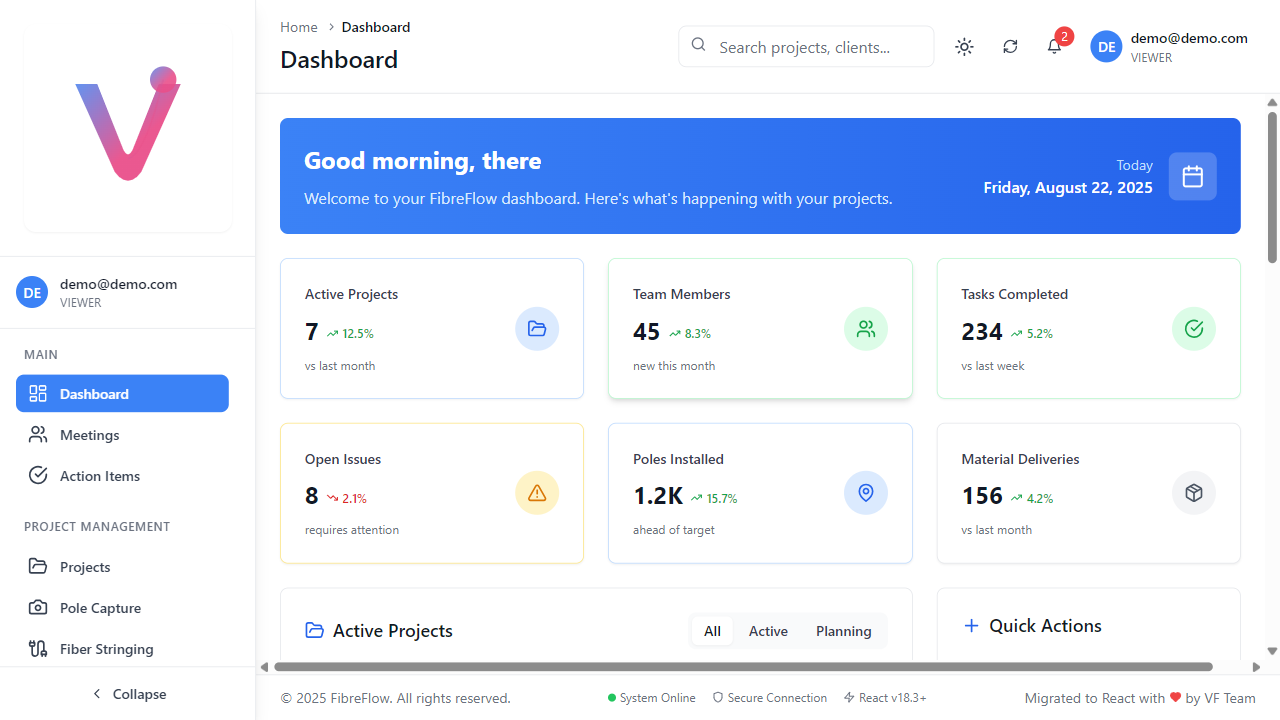 Home > Dashboard
Dashboard
Search projects, clients...
2
DE
demo@demo.com
VIEWER
DE
demo@demo.com
VIEWER
MAIN
Dashboard
Meetings
Action Items
PROJECT MANAGEMENT
Projects
Pole Capture
Fiber Stringing
Collapse
Good morning, there
Welcome to your FibreFlow dashboard. Here's what's happening with your projects.
Today
Friday, August 22, 2025
Active Projects
7 12.5%
vs last month
Team Members
45 8.3%
new this month
Tasks Completed
234 5.2%
vs last week
Open Issues
8 2.1%
requires attention
Poles Installed
1.2K 15.7%
ahead of target
Material Deliveries
156 4.2%
vs last month
Active Projects
All Active Planning
Quick Actions
© 2025 FibreFlow. All rights reserved.
System Online Secure Connection React v18.3+
Migrated to React with ❤ by VF Team